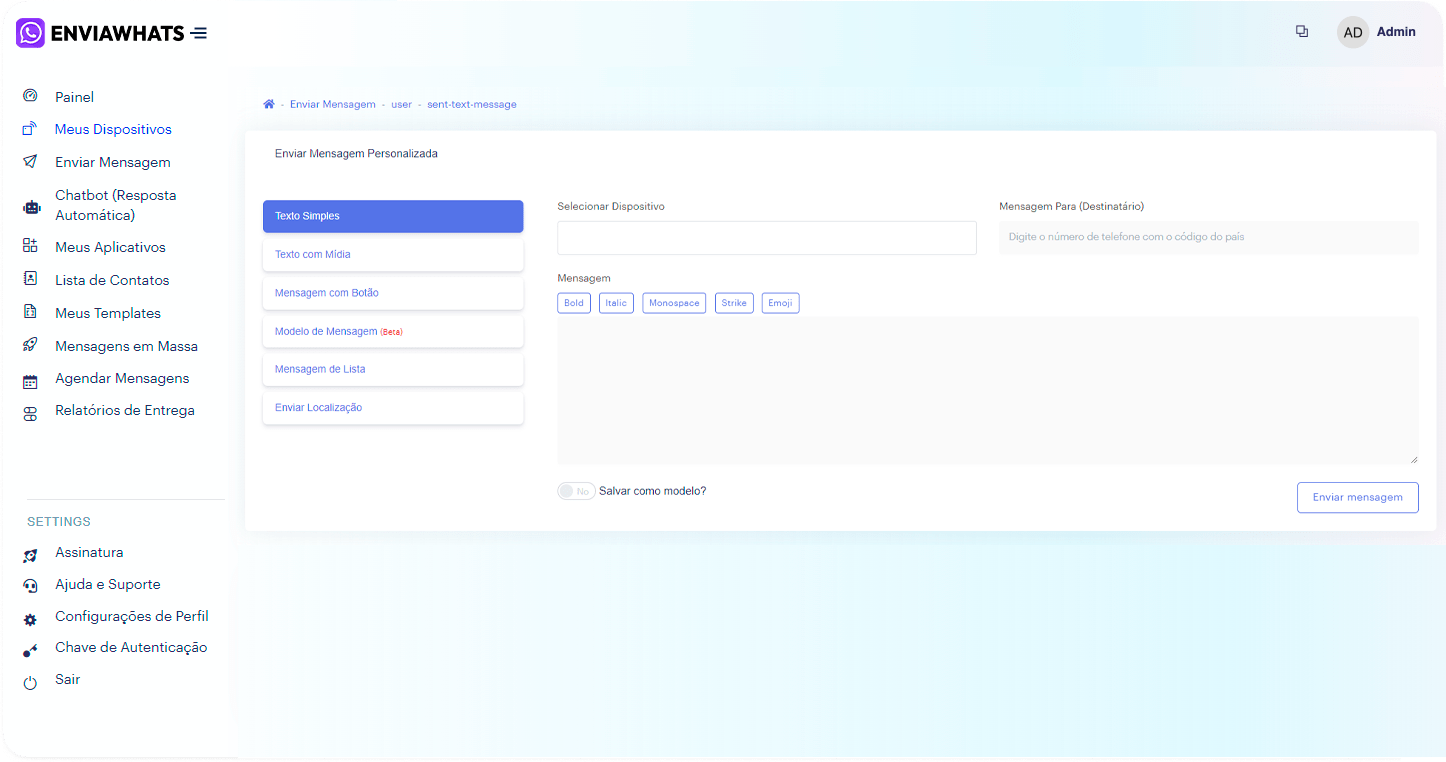 ENVIAWHATS
AD Admin
Painel
Meus Dispositivos
Enviar Mensagem
Chatbot (Resposta
Automática)
Meus Aplicativos
Lista de Contatos
Meus Templates
Mensagens em Massa
Agendar Mensagens
Relatórios de Entrega
SETTINGS
Assinatura
Ajuda e Suporte
Configurações de Perfil
Chave de Autenticação
Sair
- Enviar Mensagem - user - sent-text-message
Enviar Mensagem Personalizada
Texto Simples
Texto com Mídia
Mensagem com Botão
Modelo de Mensagem (Beta)
Mensagem de Lista
Enviar Localização
Selecionar Dispositivo
Mensagem Para (Destinatário)
Digite o número de telefone com o código do país
Mensagem
Bold Italic Monospace Strike Emoji
No Salvar como modelo?
Enviar mensagem